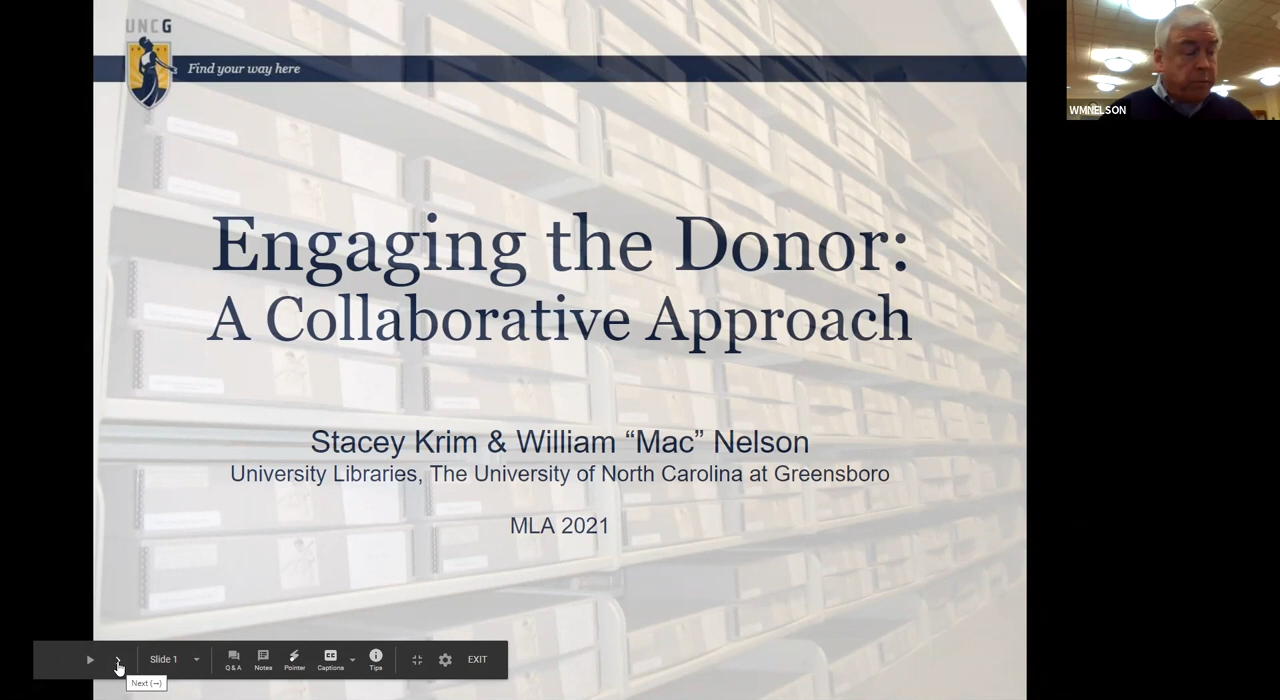 UNCG
Find your way here
WMNELSON
Engaging the Donor:
A Collaborative Approach
Stacey Krim & William “Mac” Nelson
University Libraries, The University of North Carolina at Greensboro
MLA 2021
Slide 1
Q&A
Notes
Pointer
CC
Captions
Tips
EXIT
Next (→)